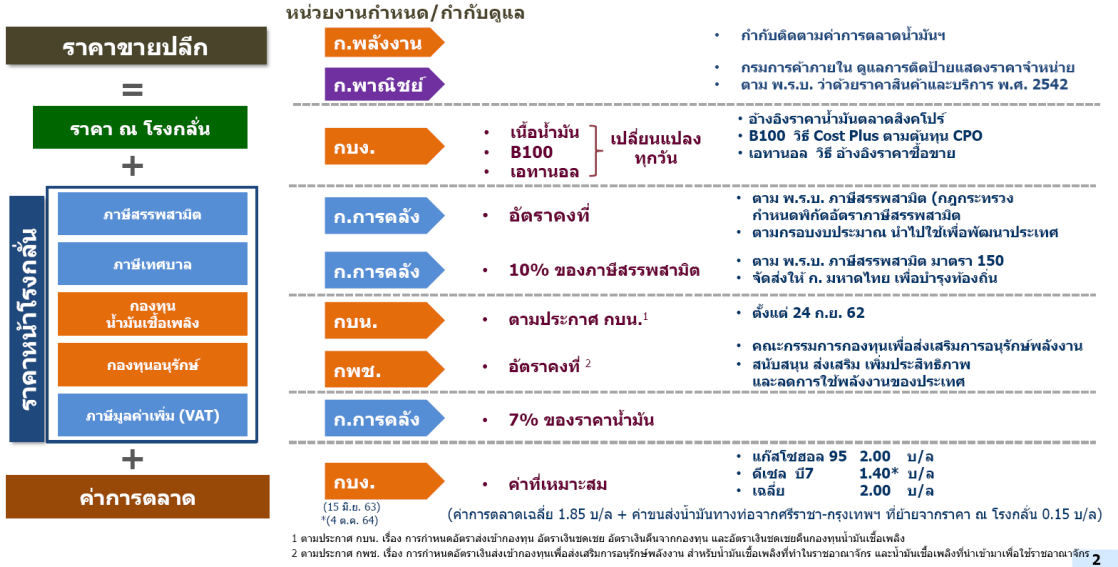 หน่วยงานกำหนด/กำกับดูแล
ราคาขายปลีก
=
ราคา ณ โรงกลั่น
+
ราคาหน้าโรงกลั่น
ภาษีสรรพสามิต
ภาษีเทศบาล
กองทุน
น้ำมันเชื้อเพลิง
กองทุนอนุรักษ์
ภาษีมูลค่าเพิ่ม (VAT)
+
ค่าการตลาด
ก.พลังงาน
• กำกับติดตามค่าการตลาดน้ำมันฯ
ก.พาณิชย์
• กรมการค้าภายใน ดูแลการติดป้ายแสดงราคาจำหน่าย
• ตาม พ.ร.บ. ว่าด้วยราคาสินค้าและบริการ พ.ศ. 2542
กบง.
• เนื้อน้ำมัน
• B100
• เอทานอล
เปลี่ยนแปลง
ทุกวัน
• อ้างอิงราคาน้ำมันตลาดสิงคโปร์
• B100 วิธี Cost Plus ตามต้นทุน CPO
• เอทานอล วิธี อ้างอิงราคาซื้อขาย
ก.การคลัง
• อัตราคงที่
• ตาม พ.ร.บ. ภาษีสรรพสามิต (กฎกระทรวง
กำหนดพิกัดอัตราภาษีสรรพสามิต
• ตามกรอบงบประมาณ นำไปใช้เพื่อพัฒนาประเทศ
ก.การคลัง
• 10% ของภาษีสรรพสามิต
• ตาม พ.ร.บ. ภาษีสรรพสามิต มาตรา 150
• จัดส่งให้ ก. มหาดไทย เพื่อบำรุงท้องถิ่น
กบน.
• ตามประกาศ กบน.1
• ตั้งแต่ 24 ก.ย. 62
กพช.
• อัตราคงที่ 2
• คณะกรรมการกองทุนเพื่อส่งเสริมการอนุรักษ์พลังงาน
• สนับสนุน ส่งเสริม เพิ่มประสิทธิภาพ
และลดการใช้พลังงานของประเทศ
ก.การคลัง
• 7% ของราคาน้ำมัน
กบง.
(15 มิ.ย. 63)
*(4 ต.ค. 64)
• ค่าที่เหมาะสม
• แก๊สโซฮอล 95 2.00 บ/ล
• ดีเซล บี7 1.40* บ/ล
• เฉลี่ย 2.00 บ/ล
(ค่าการตลาดเฉลี่ย 1.85 บ/ล + ค่าขนส่งน้ำมันทางท่อจากศรีราชา-กรุงเทพฯ ที่ย้ายจากราคา ณ โรงกลั่น 0.15 บ/ล)
1 ตามประกาศ กบน. เรื่อง การกำหนดอัตราส่งเข้ากองทุน อัตราเงินชดเชย อัตราเงินคืนจากกองทุน และอัตราเงินชดเชยคืนกองทุนน้ำมันเชื้อเพลิง
2 ตามประกาศ กพช. เรื่อง การกำหนดอัตราเงินส่งเข้ากองทุนเพื่อส่งเสริมการอนุรักษ์พลังงาน สำหรับน้ำมันเชื้อเพลิงที่ทำในราชอาณาจักร และน้ำมันเชื้อเพลิงที่นำเข้ามาเพื่อใช้ราชอาณาจักร
2